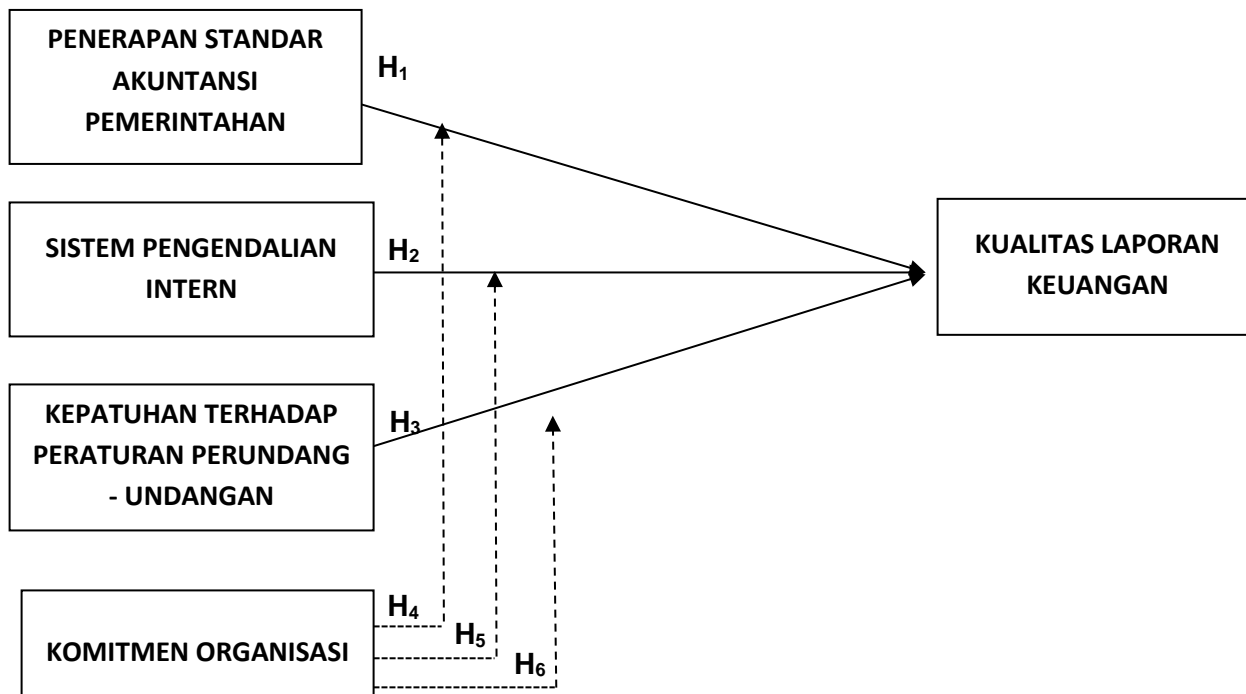 PENERAPAN STANDAR
AKUNTANSI
PEMERINTAHAN
H₁
SISTEM PENGENDALIAN
INTERN
H₂
KUALITAS LAPORAN
KEUANGAN
KEPATUHAN TERHADAP
PERATURAN PERUNDANG
- UNDANGAN
H₃
KOMITMEN ORGANISASI
H₄
H₅
H₆